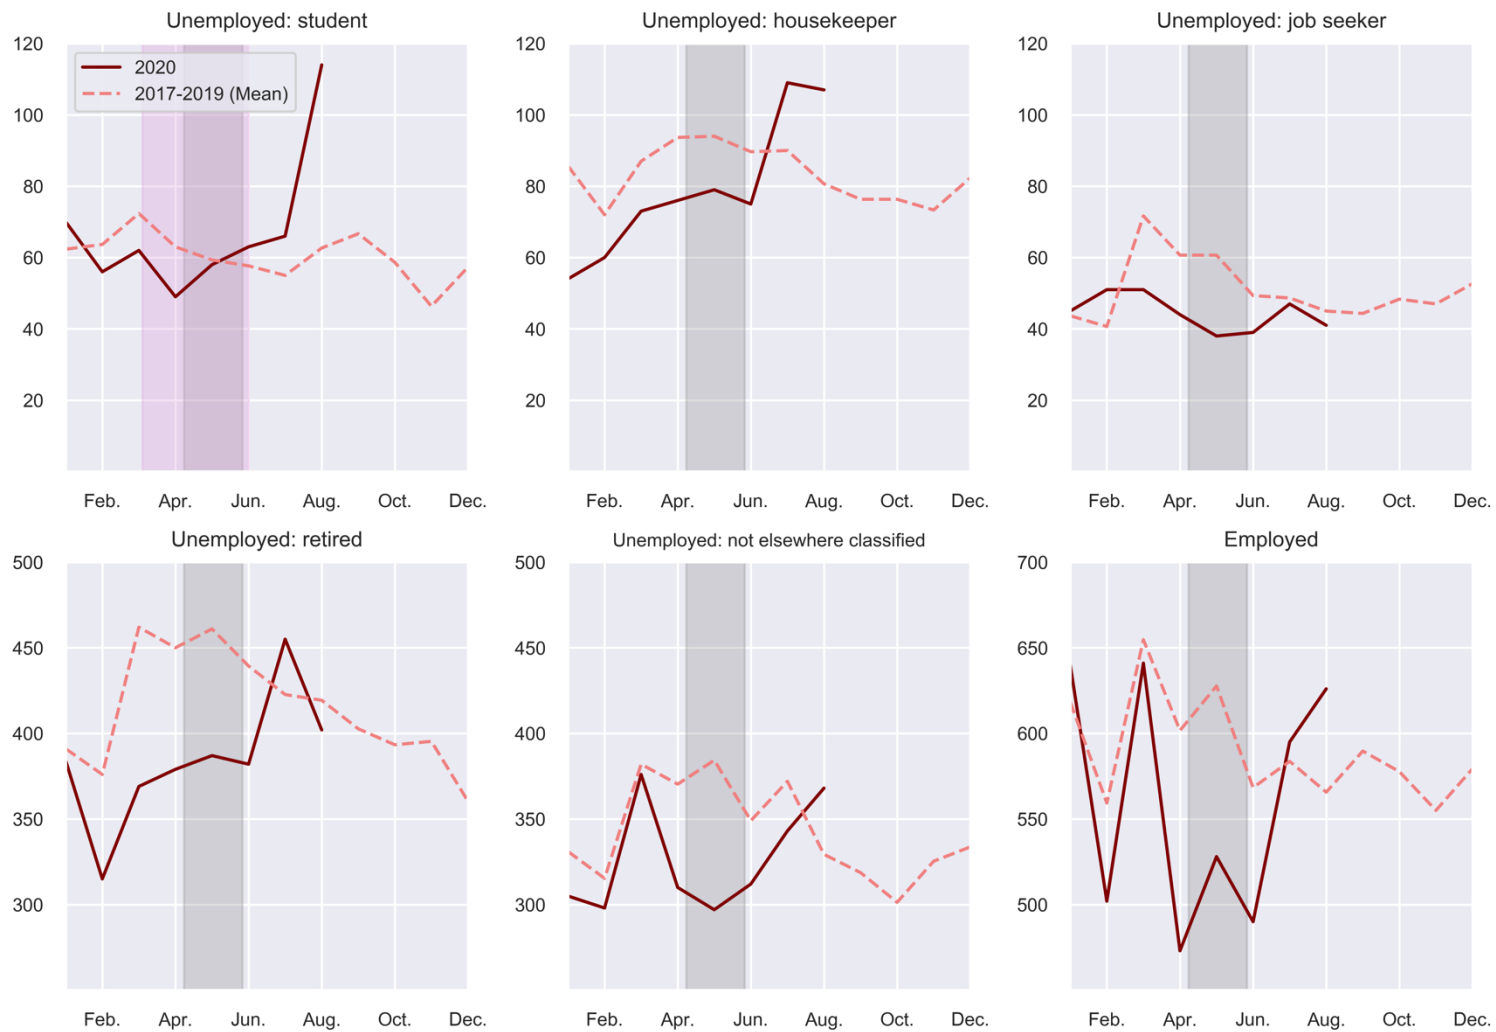 Unemployed: student
Unemployed: housekeeper
Unemployed: job seeker
120
100
80
60
40
20
2020
2017-2019 (Mean)
Feb. Apr. Jun. Aug. Oct. Dec.
120
100
80
60
40
20
Feb. Apr. Jun. Aug. Oct. Dec.
120
100
80
60
40
20
Feb. Apr. Jun. Aug. Oct. Dec.
Unemployed: retired
Unemployed: not elsewhere classified
Employed
500
450
400
350
300
Feb. Apr. Jun. Aug. Oct. Dec.
500
450
400
350
300
Feb. Apr. Jun. Aug. Oct. Dec.
700
650
600
550
500
Feb. Apr. Jun. Aug. Oct. Dec.